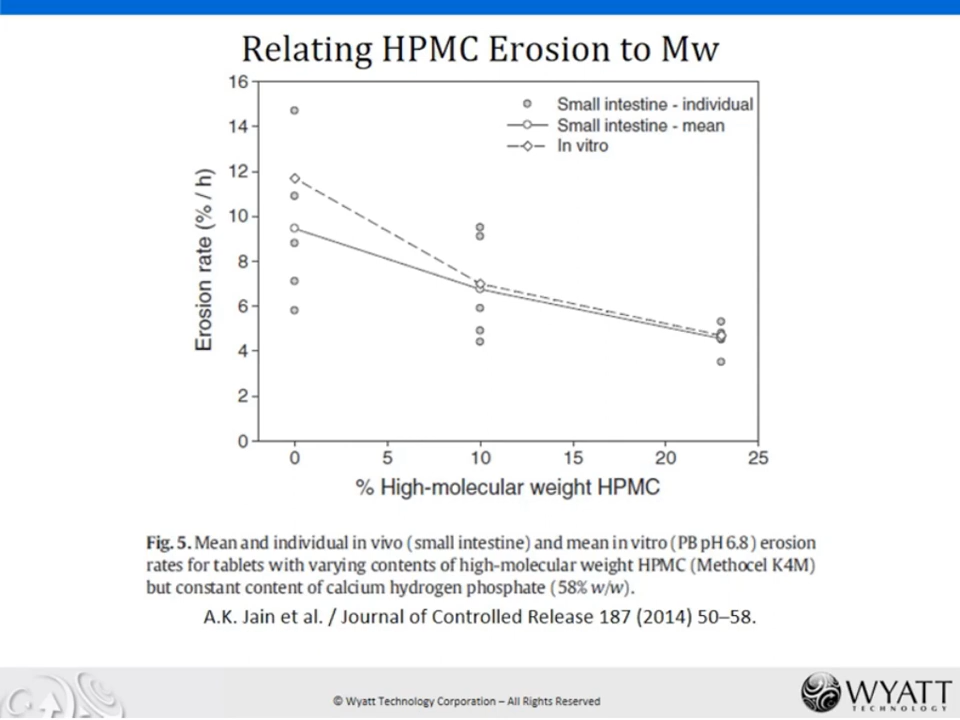 Relating HPMC Erosion to Mw
16
14
12
10
8
6
4
2
0
Erosion rate (% / h)
Small intestine - individual
Small intestine - mean
In vitro
0 5 10 15 20 25
% High-molecular weight HPMC
Fig. 5. Mean and individual in vivo (small intestine) and mean in vitro (PB pH 6.8) erosion
rates for tablets with varying contents of high-molecular weight HPMC (Methocel K4M)
but constant content of calcium hydrogen phosphate (58% w/w).
A.K. Jain et al. / Journal of Controlled Release 187 (2014) 50–58.
© Wyatt Technology Corporation – All Rights Reserved
WYATT
TECHNOLOGY